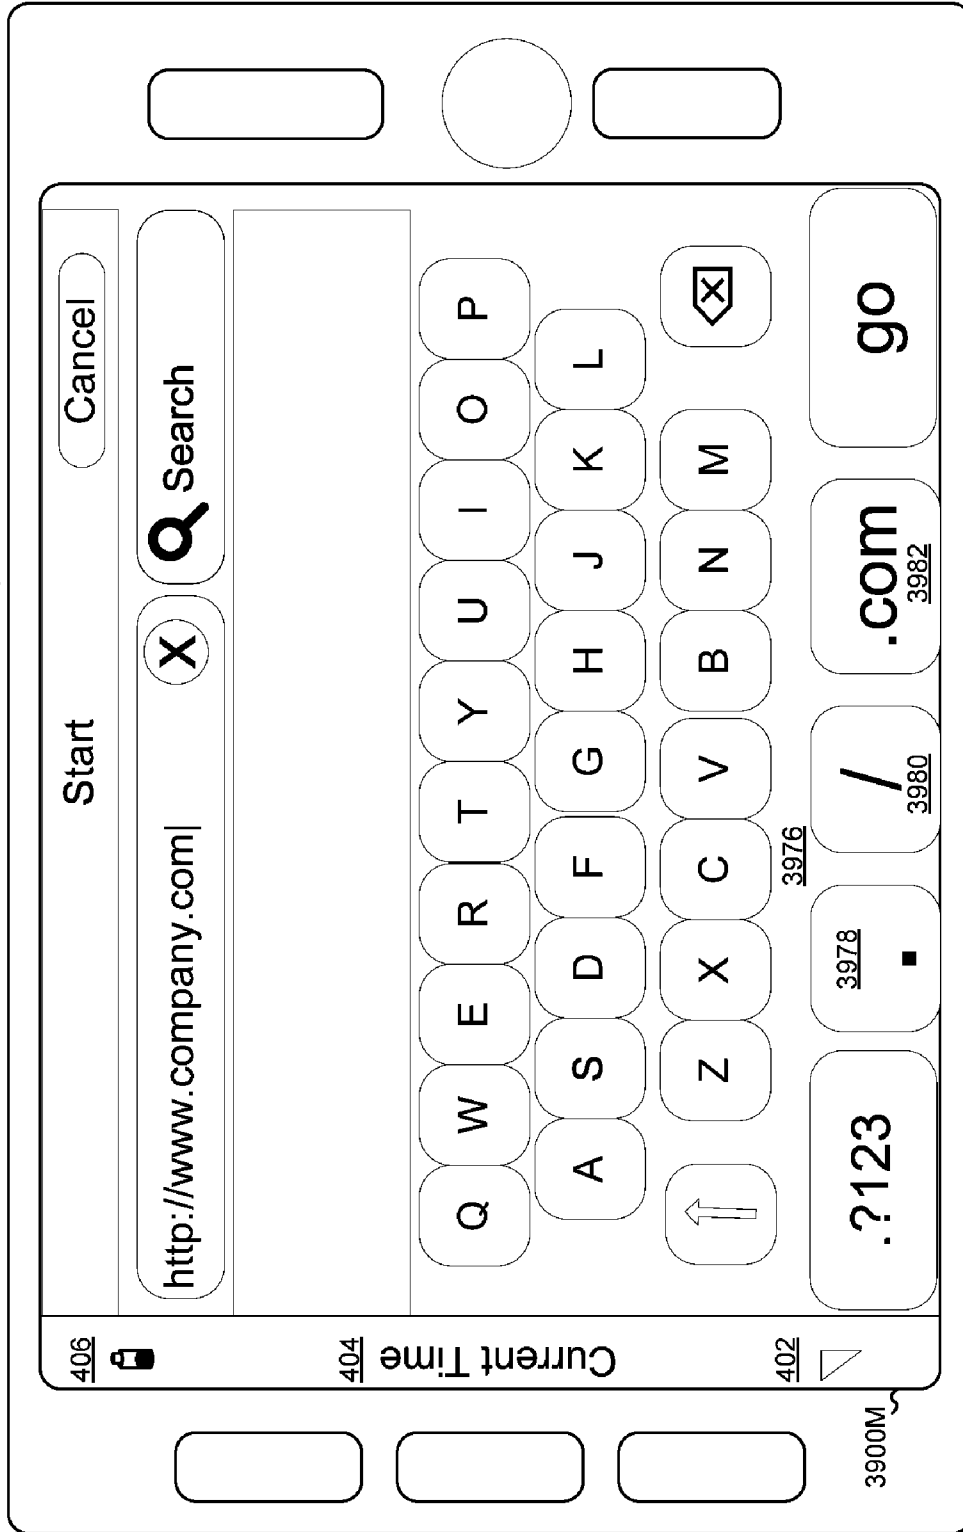 Start
Cancel
http://www.company.com
X
Search
Q W E R T Y U I O P
A S D F G H J K L
Z X C V B N M
3976
.?123
3978
.
/
3980
.com
3982
go
406
404
Current Time
402
3900M